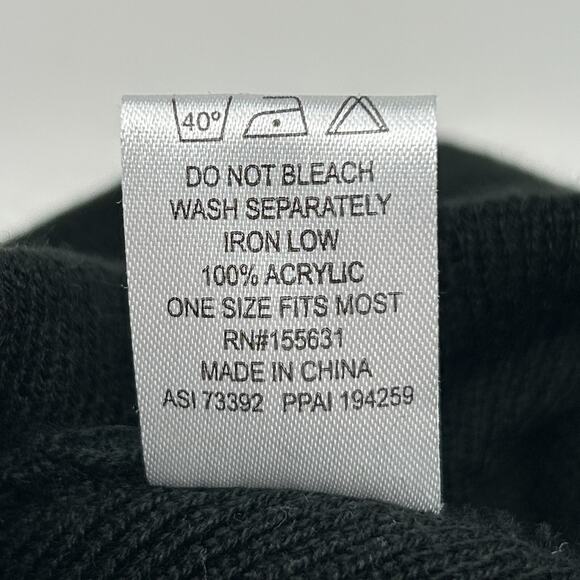 40°
DO NOT BLEACH
WASH SEPARATELY
IRON LOW
100% ACRYLIC
ONE SIZE FITS MOST
RN#155631
MADE IN CHINA
ASI 73392 PPAI 194259